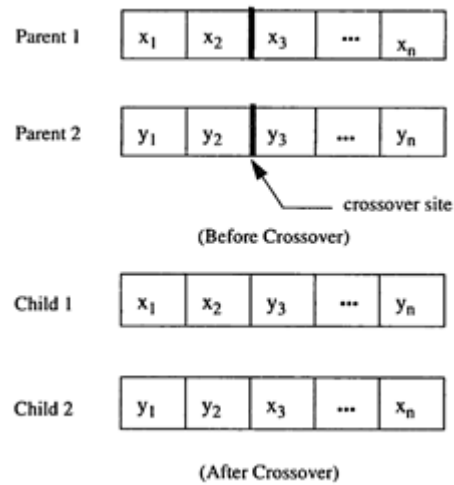 Parent 1 x1 x2 x3 ... xn
Parent 2 y1 y2 y3 ... yn
crossover site
(Before Crossover)
Child 1 x1 x2 y3 ... yn
Child 2 y1 y2 x3 ... xn
(After Crossover)